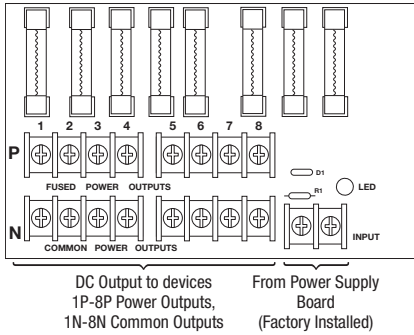 1 2 3 4 5 6 7 8
P
D1
FUSED POWER OUTPUTS
R1
LED
N
INPUT
COMMON POWER OUTPUTS
DC Output to devices
1P-8P Power Outputs,
1N-8N Common Outputs
From Power Supply
Board
(Factory Installed)